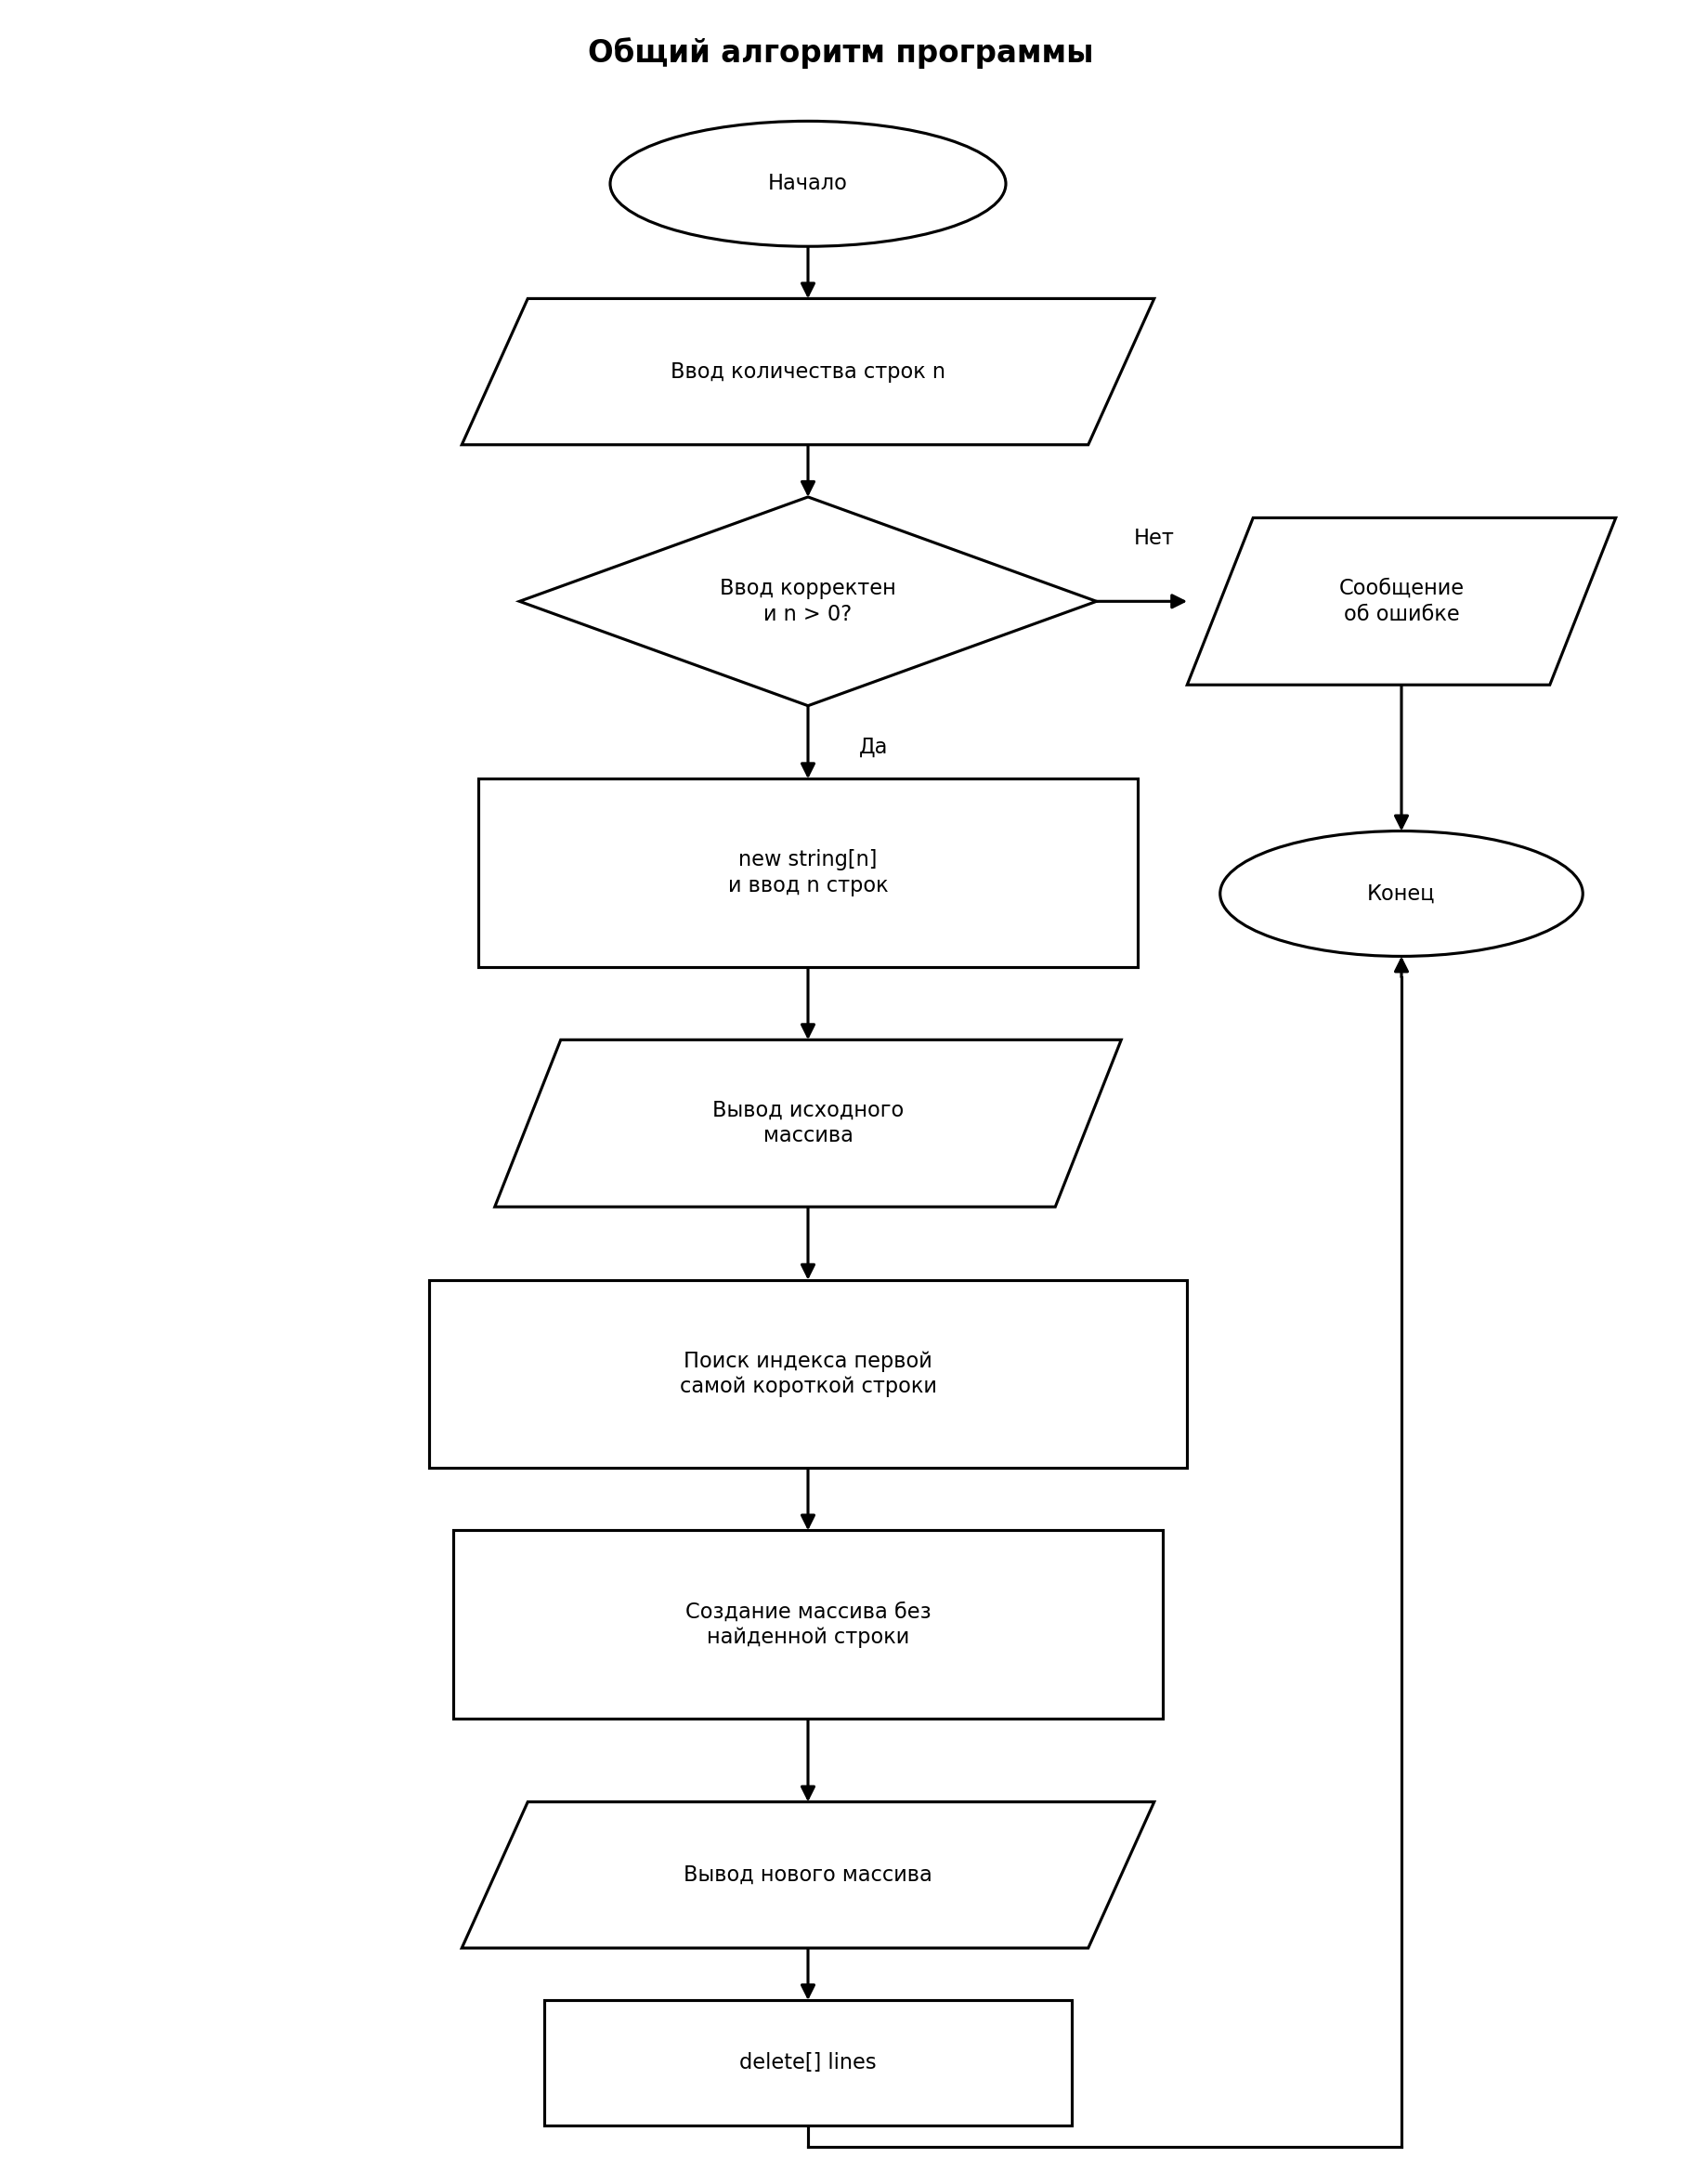 Общий алгоритм программы
Начало
Ввод количества строк n
Ввод корректен
и n > 0?
Нет
Сообщение
об ошибке
Да
new string[n]
и ввод n строк
Конец
Вывод исходного
массива
Поиск индекса первой
самой короткой строки
Создание массива без
найденной строки
Вывод нового массива
delete[] lines